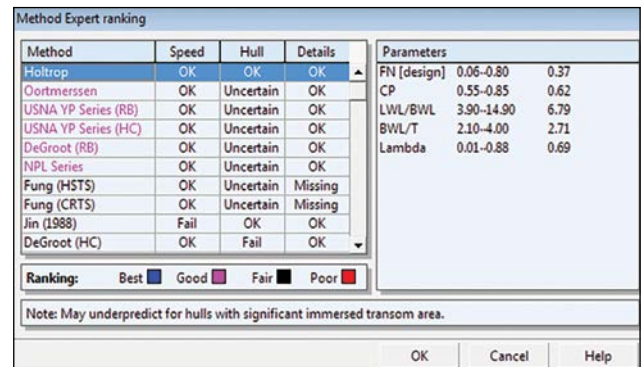 Method Expert ranking
Method Speed Hull Details
Holtrop OK OK OK
Oortmerssen OK Uncertain OK
USNA YP Series (RB) OK Uncertain OK
USNA YP Series (HC) OK Uncertain OK
DeGroot (RB) OK Uncertain OK
NPL Series OK Uncertain OK
Fung (HSTS) OK Uncertain Missing
Fung (CRTS) OK Uncertain Missing
Jin (1988) Fail OK OK
DeGroot (HC) OK Fail OK
Parameters
FN [design] 0.06--0.80 0.37
CP 0.55--0.85 0.62
LWL/BWL 3.90--14.90 6.79
BWL/T 2.10--4.00 2.71
Lambda 0.01--0.88 0.69
Ranking: Best Good Fair Poor
Note: May underpredict for hulls with significant immersed transom area.
OK Cancel Help